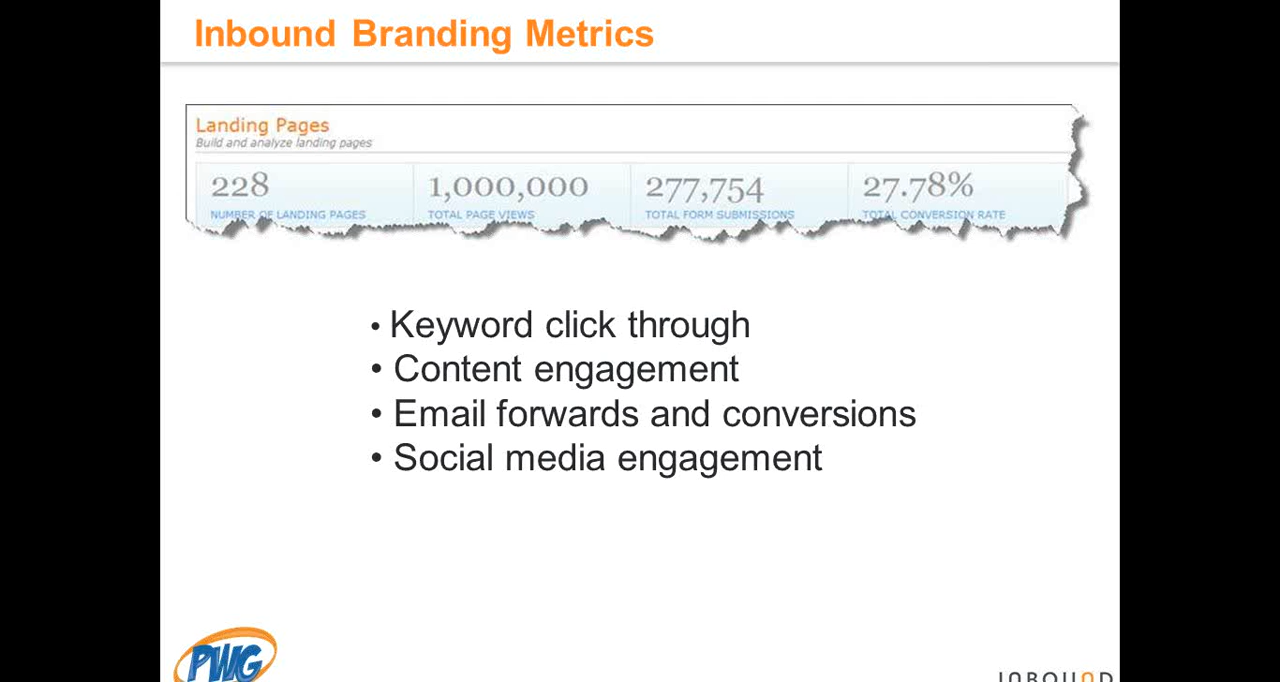 Inbound Branding Metrics
Landing Pages
Build and analyze landing pages
228 1,000,000 277,754 27.78%
NUMBER OF LANDING PAGES TOTAL PAGE VIEWS TOTAL FORM SUBMISSIONS TOTAL CONVERSION RATE
• Keyword click through
• Content engagement
• Email forwards and conversions
• Social media engagement
PWG
INBOUND